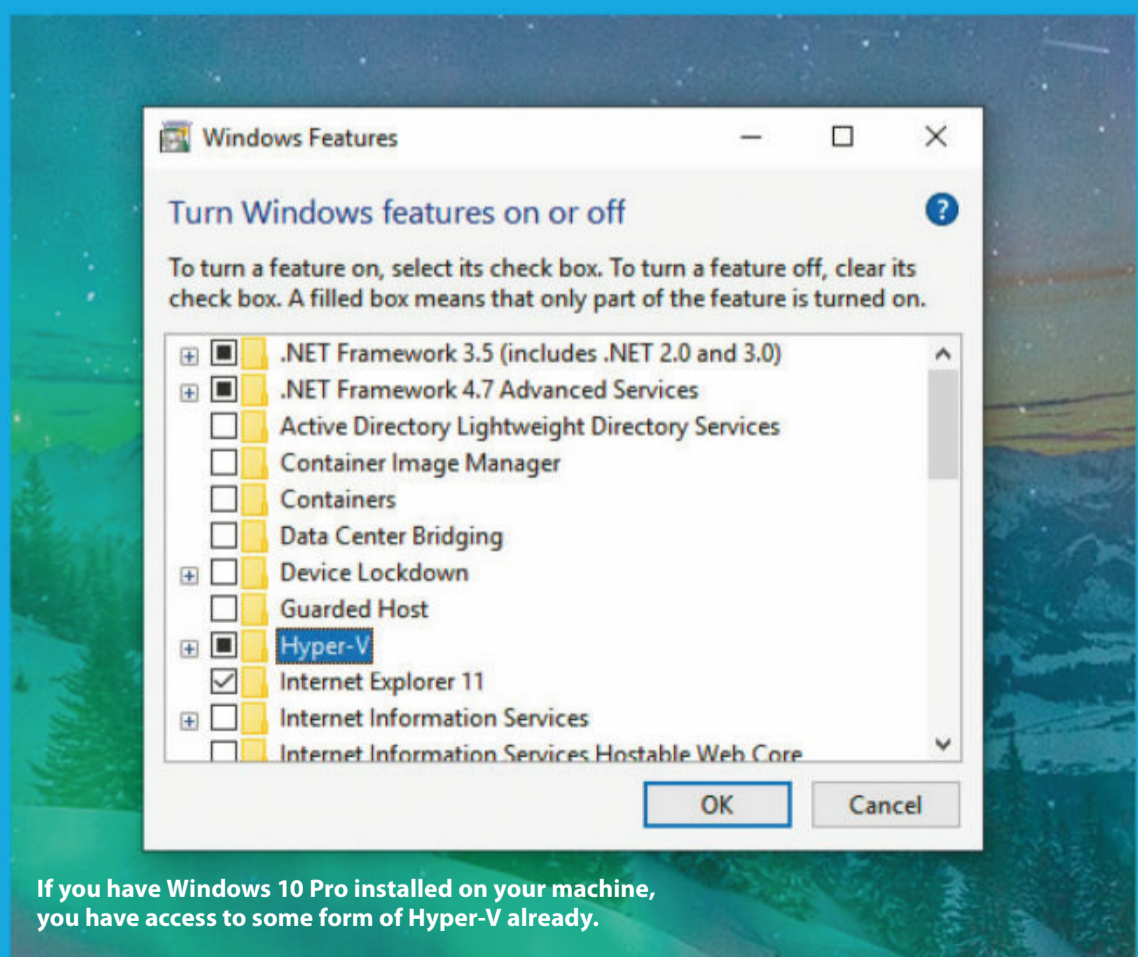 Windows Features
Turn Windows features on or off
?
To turn a feature on, select its check box. To turn a feature off, clear its
check box. A filled box means that only part of the feature is turned on.
.NET Framework 3.5 (includes .NET 2.0 and 3.0)
.NET Framework 4.7 Advanced Services
Active Directory Lightweight Directory Services
Container Image Manager
Containers
Data Center Bridging
Device Lockdown
Guarded Host
Hyper-V
Internet Explorer 11
Internet Information Services
Internet Information Services Hostable Web Core
OK Cancel
If you have Windows 10 Pro installed on your machine,
you have access to some form of Hyper-V already.